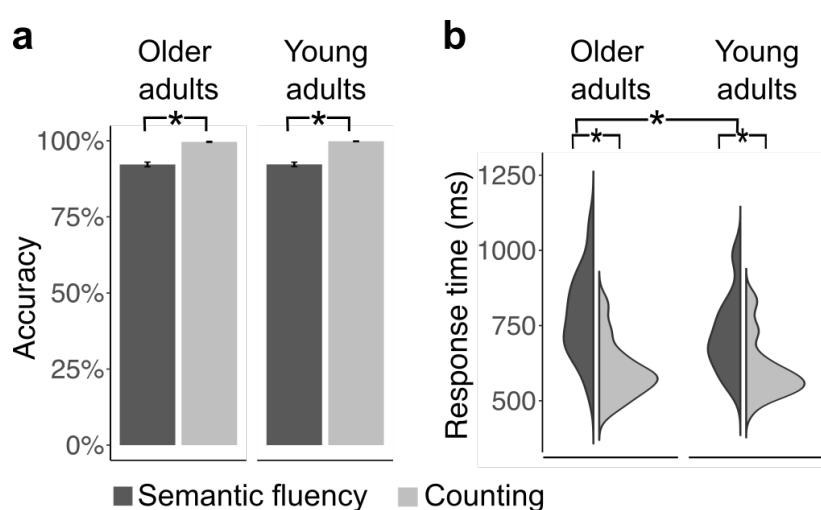 a
Older adults
Young adults
*
*
100%
75%
50%
25%
0%
Accuracy
b
Older adults
Young adults
*
*
*
1250
1000
750
500
Response time (ms)
Semantic fluency
Counting